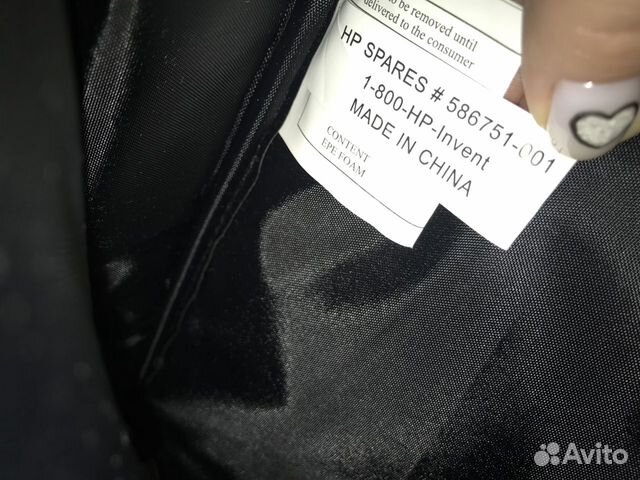 to be removed until
delivered to the consumer
HP SPARES # 586751-001
1-800-HP-Invent
MADE IN CHINA
CONTENT
EPE FOAM
Avito